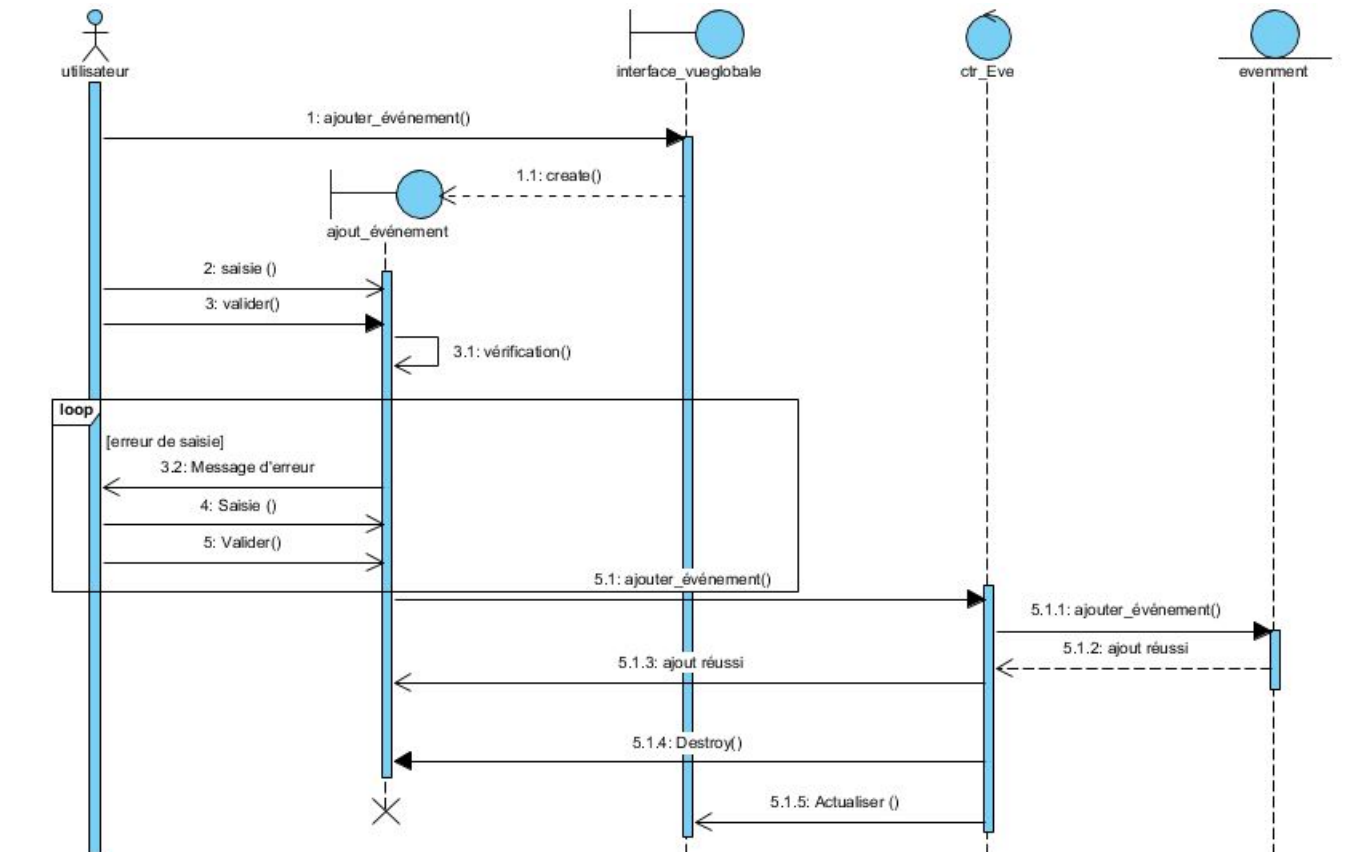 utilisateur
interface_vueglobale
ctr_Eve
evenment
1: ajouter_événement()
1.1: create()
ajout_événement
2: saisie ()
3: valider()
3.1: vérification()
loop
[erreur de saisie]
3.2: Message d'erreur
4: Saisie ()
5: Valider()
5.1: ajouter_événement()
5.1.1: ajouter_événement()
5.1.2: ajout réussi
5.1.3: ajout réussi
5.1.4: Destroy()
5.1.5: Actualiser ()